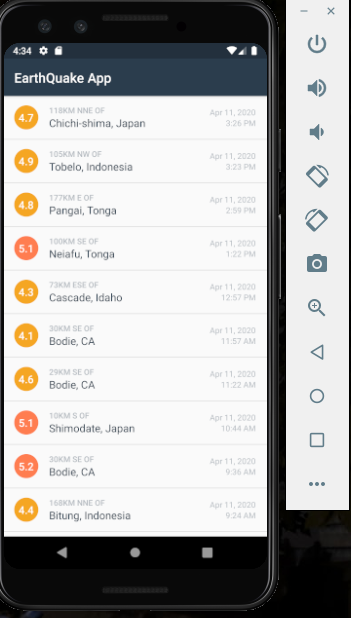 4:34
EarthQuake App
4.7
118KM NNE OF
Chichi-shima, Japan
Apr 11, 2020
3:26 PM
4.9
105KM NW OF
Tobelo, Indonesia
Apr 11, 2020
3:23 PM
4.8
177KM E OF
Pangai, Tonga
Apr 11, 2020
2:59 PM
5.1
100KM SE OF
Neiafu, Tonga
Apr 11, 2020
1:22 PM
4.3
73KM ESE OF
Cascade, Idaho
Apr 11, 2020
12:57 PM
4.1
30KM SE OF
Bodie, CA
Apr 11, 2020
11:57 AM
4.6
29KM SE OF
Bodie, CA
Apr 11, 2020
11:22 AM
5.1
10KM S OF
Shimodate, Japan
Apr 11, 2020
10:44 AM
5.2
30KM SE OF
Bodie, CA
Apr 11, 2020
9:36 AM
4.4
168KM NNE OF
Bitung, Indonesia
Apr 11, 2020
9:24 AM